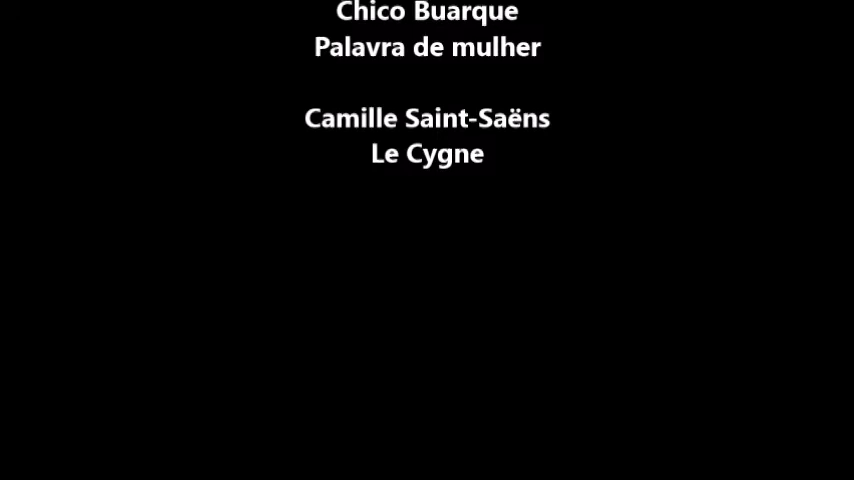 Chico Buarque
Palavra de mulher
Camille Saint-Saëns
Le Cygne